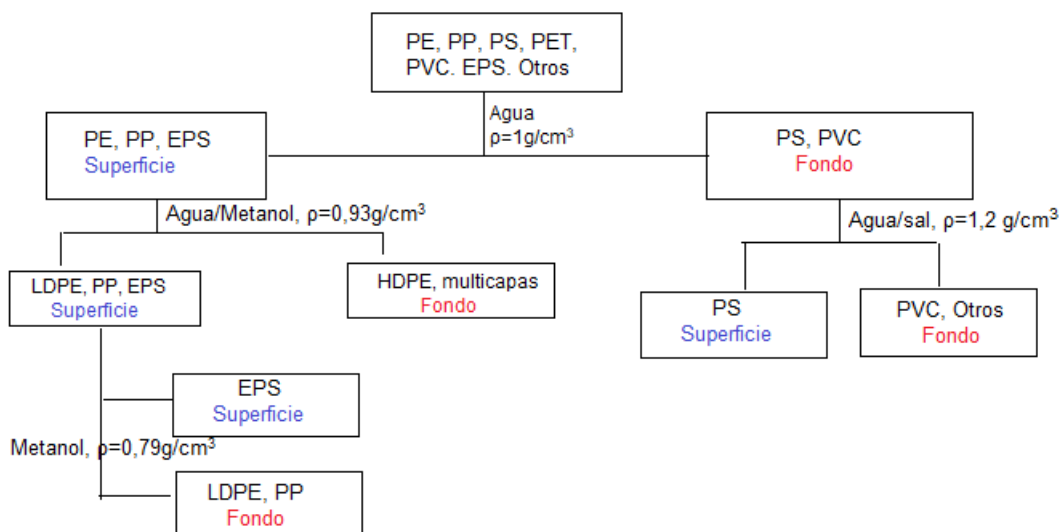 PE, PP, PS, PET,
PVC. EPS. Otros
Agua
ρ=1g/cm³
PE, PP, EPS
Superficie
PS, PVC
Fondo
Agua/Metanol, ρ=0,93g/cm³
Agua/sal, ρ=1,2 g/cm³
LDPE, PP, EPS
Superficie
HDPE, multicapas
Fondo
PS
Superficie
PVC, Otros
Fondo
EPS
Superficie
Metanol, ρ=0,79g/cm³
LDPE, PP
Fondo